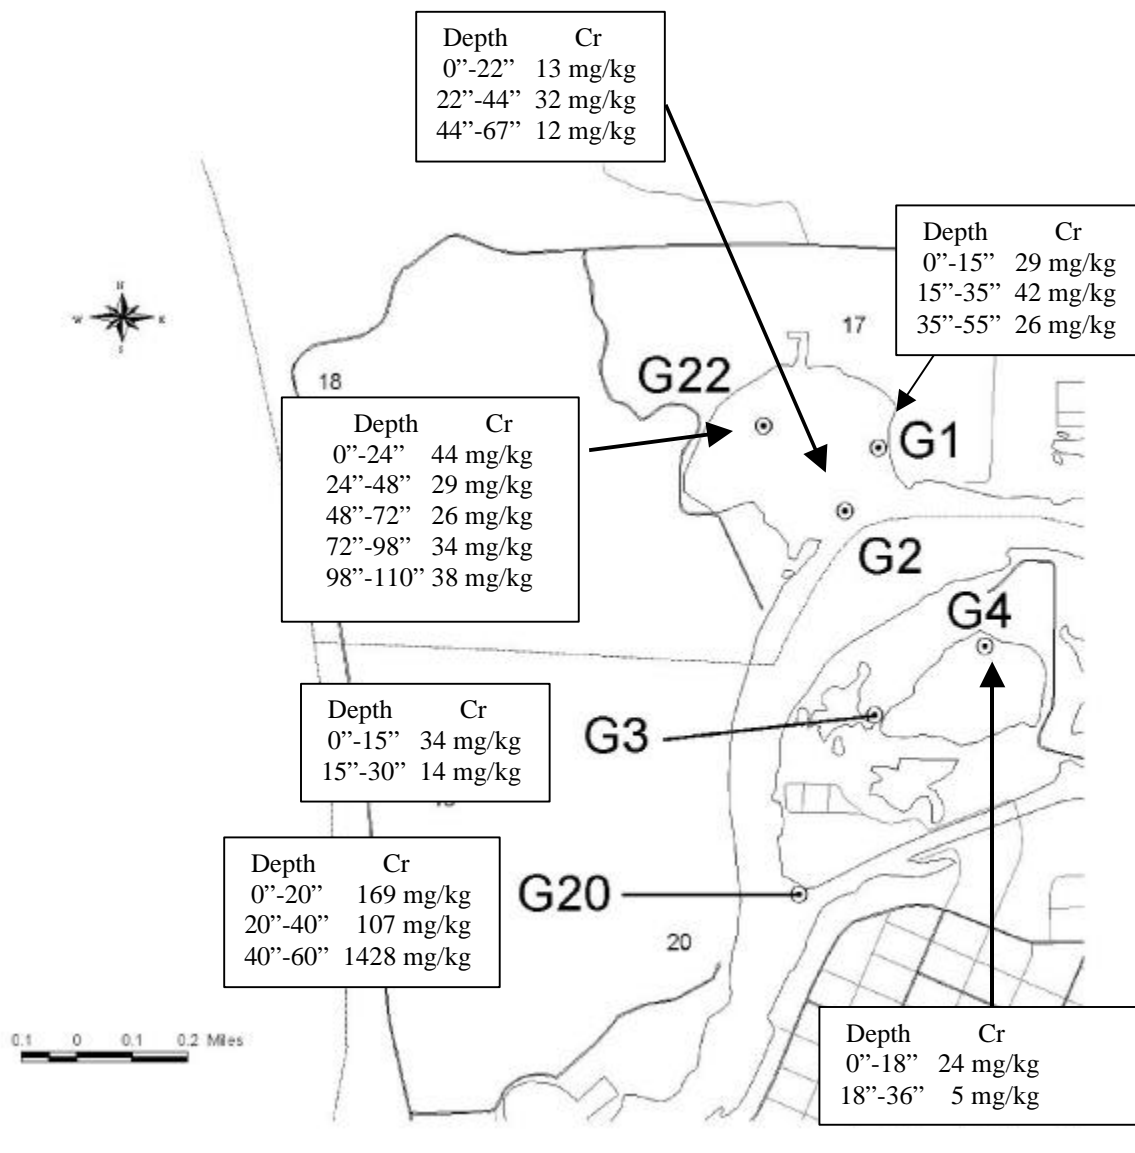 Depth Cr
0”-22” 13 mg/kg
22”-44” 32 mg/kg
44”-67” 12 mg/kg
Depth Cr
0”-15” 29 mg/kg
15”-35” 42 mg/kg
35”-55” 26 mg/kg
N
W E
S
17
18
G22
G1
Depth Cr
0”-24” 44 mg/kg
24”-48” 29 mg/kg
48”-72” 26 mg/kg
72”-98” 34 mg/kg
98”-110” 38 mg/kg
G2
G4
Depth Cr
0”-15” 34 mg/kg
15”-30” 14 mg/kg
G3
Depth Cr
0”-20” 169 mg/kg
20”-40” 107 mg/kg
40”-60” 1428 mg/kg
G20
20
0.1 0 0.1 0.2 Miles
Depth Cr
0”-18” 24 mg/kg
18”-36” 5 mg/kg